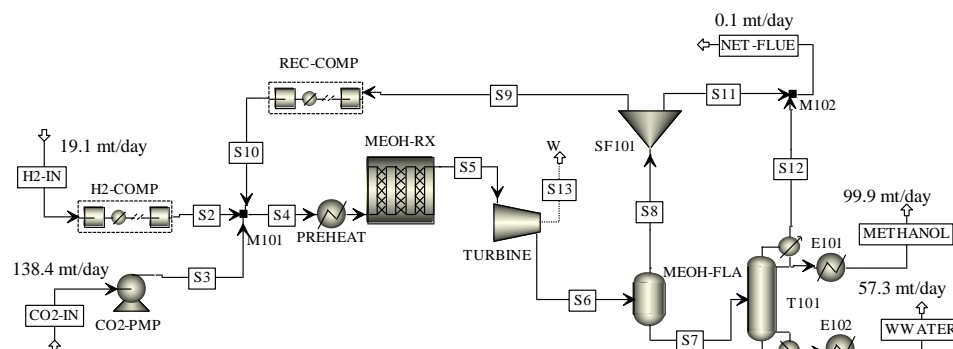 0.1 mt/day
NET-FLUE
REC-COMP
S9
S11
M102
19.1 mt/day
MEOH-RX
SF101
H2-IN
S10
S5
W
S12
H2-COMP
S13
99.9 mt/day
S2
S4
S8
METHANOL
M101
PREHEAT
E101
138.4 mt/day
TURBINE
MEOH-FLA
57.3 mt/day
S3
S6
T101
CO2-IN
CO2-PMP
E102
WWATER
S7